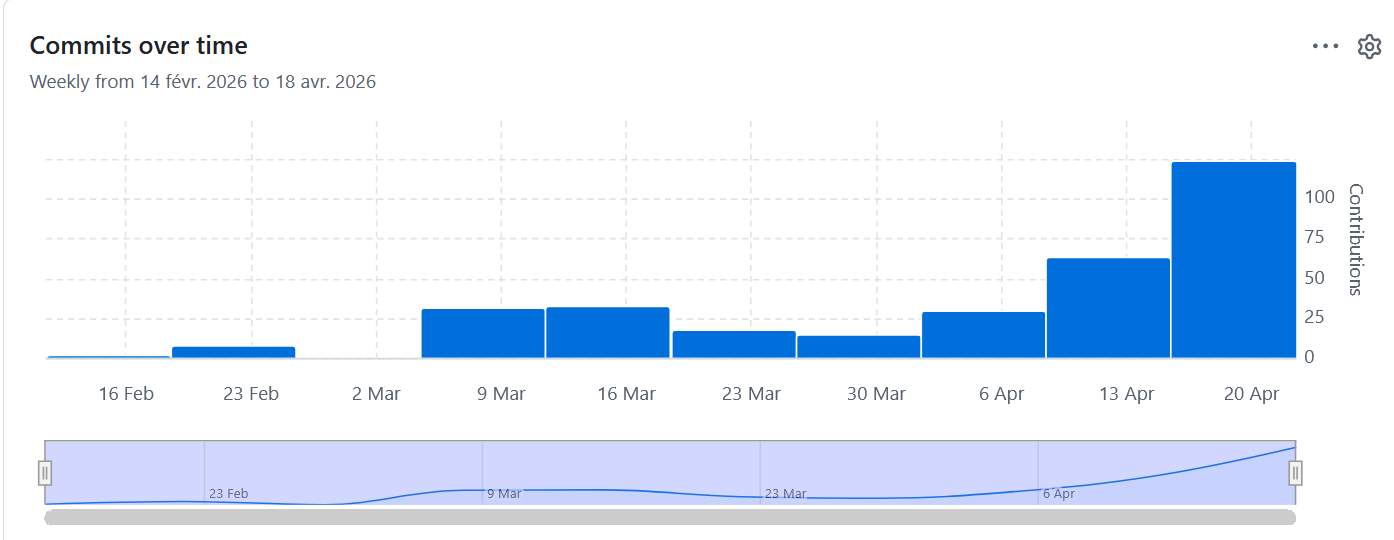 Commits over time
Weekly from 14 févr. 2026 to 18 avr. 2026
100
75
50
25
0
Contributions
16 Feb 23 Feb 2 Mar 9 Mar 16 Mar 23 Mar 30 Mar 6 Apr 13 Apr 20 Apr
23 Feb 9 Mar 23 Mar 6 Apr